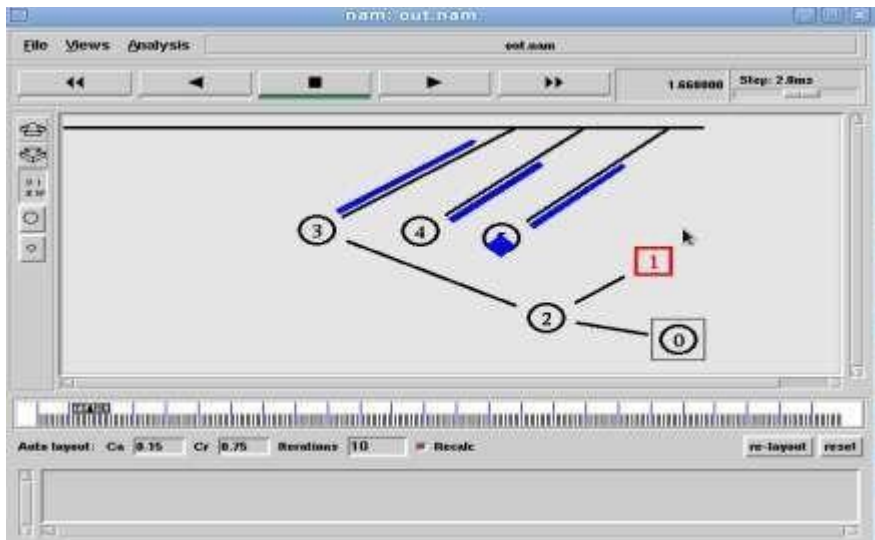 nam: out.nam
File Views Analysis out.nam
1.660000 Step: 2.0ms
3
4
1
2
0
Auto layout: Ca 0.15 Cr 0.75 Iterations 10 Recalc re-layout reset